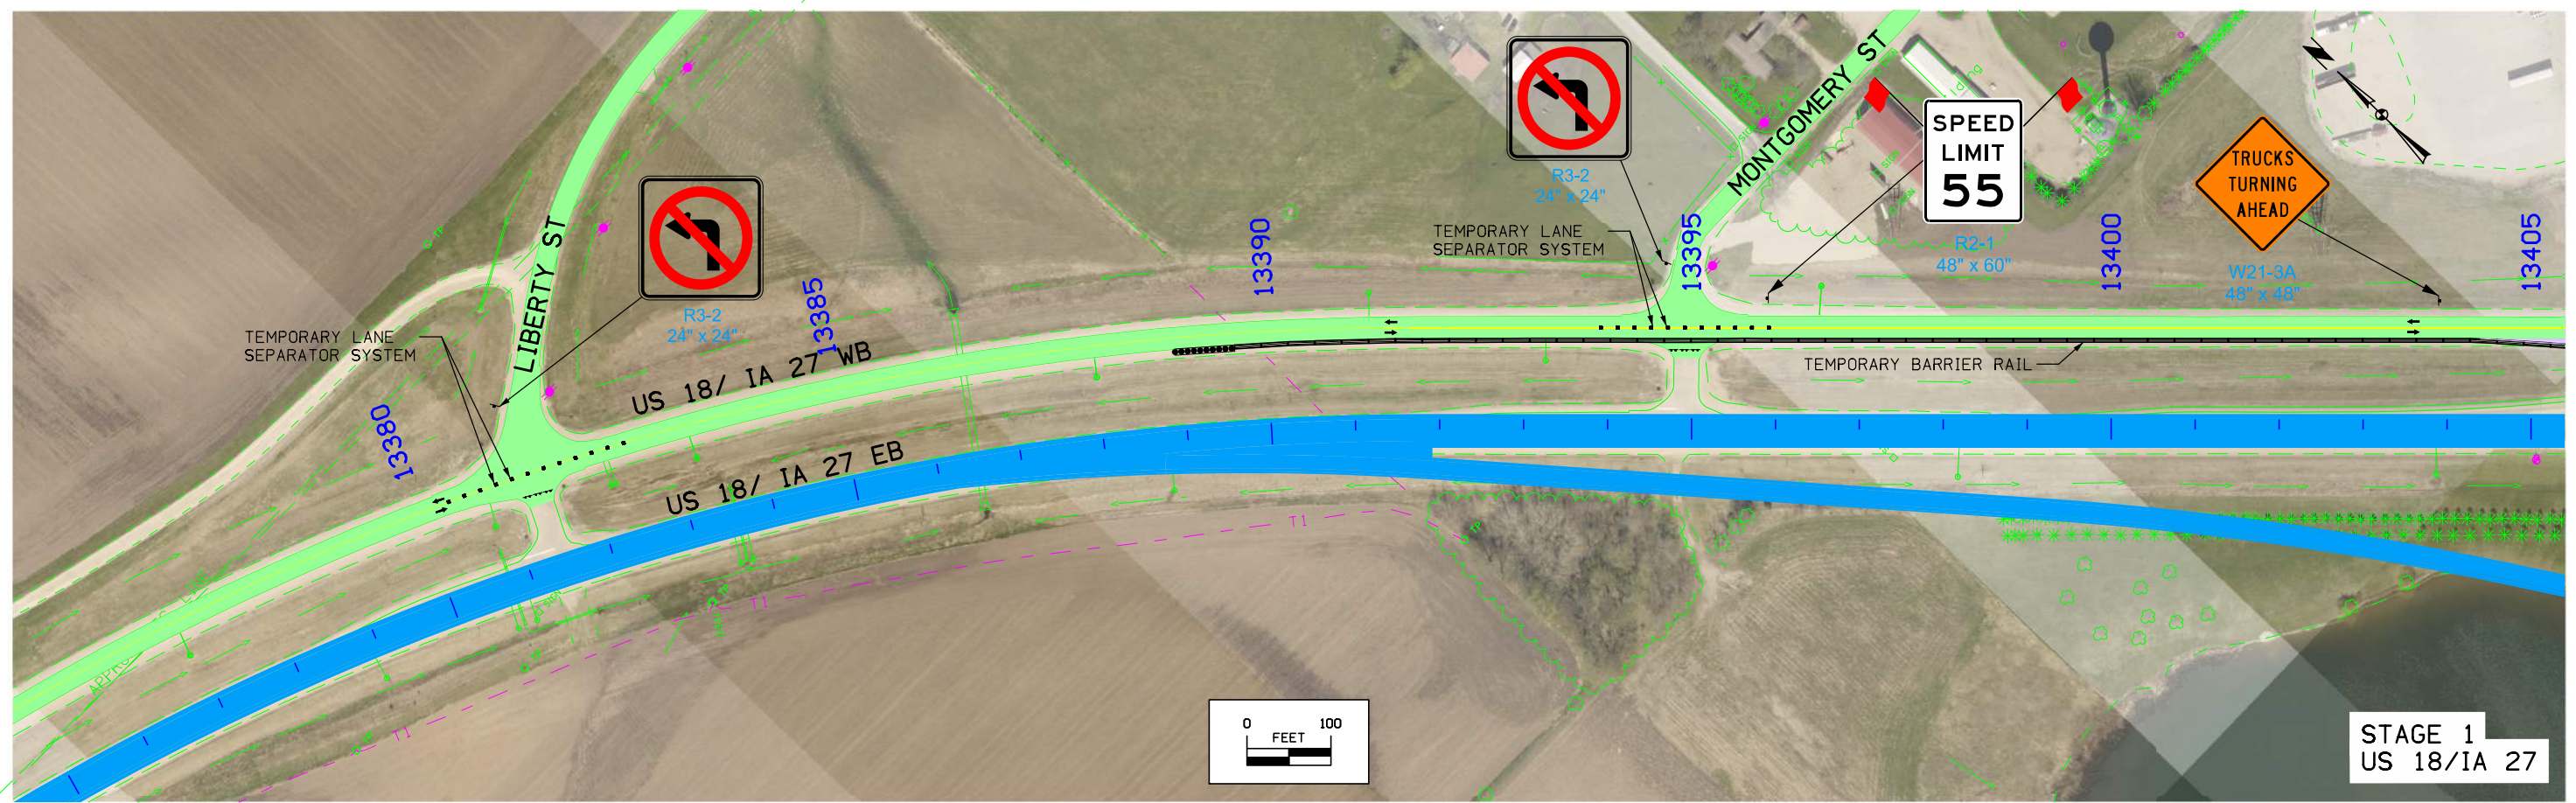 LIBERTY ST
R3-2
24" x 24"
TEMPORARY LANE
SEPARATOR SYSTEM
13380
13385
US 18/ IA 27 WB
US 18/ IA 27 EB
13390
R3-2
24" x 24"
TEMPORARY LANE
SEPARATOR SYSTEM
MONTGOMERY ST
13395
SPEED
LIMIT
55
R2-1
48" x 60"
13400
TRUCKS
TURNING
AHEAD
W21-3A
48" x 48"
13405
TEMPORARY BARRIER RAIL
TI
TI
TI
0 100
FEET
STAGE 1
US 18/IA 27